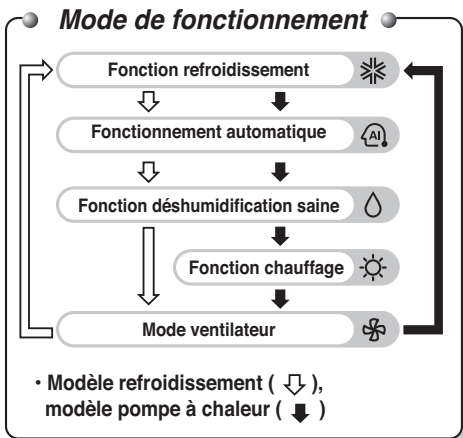 Mode de fonctionnement
Fonction refroidissement
Fonctionnement automatique
AI
Fonction déshumidification saine
Fonction chauffage
Mode ventilateur
• Modèle refroidissement ( ⇩ ),
modèle pompe à chaleur ( ⬇ )